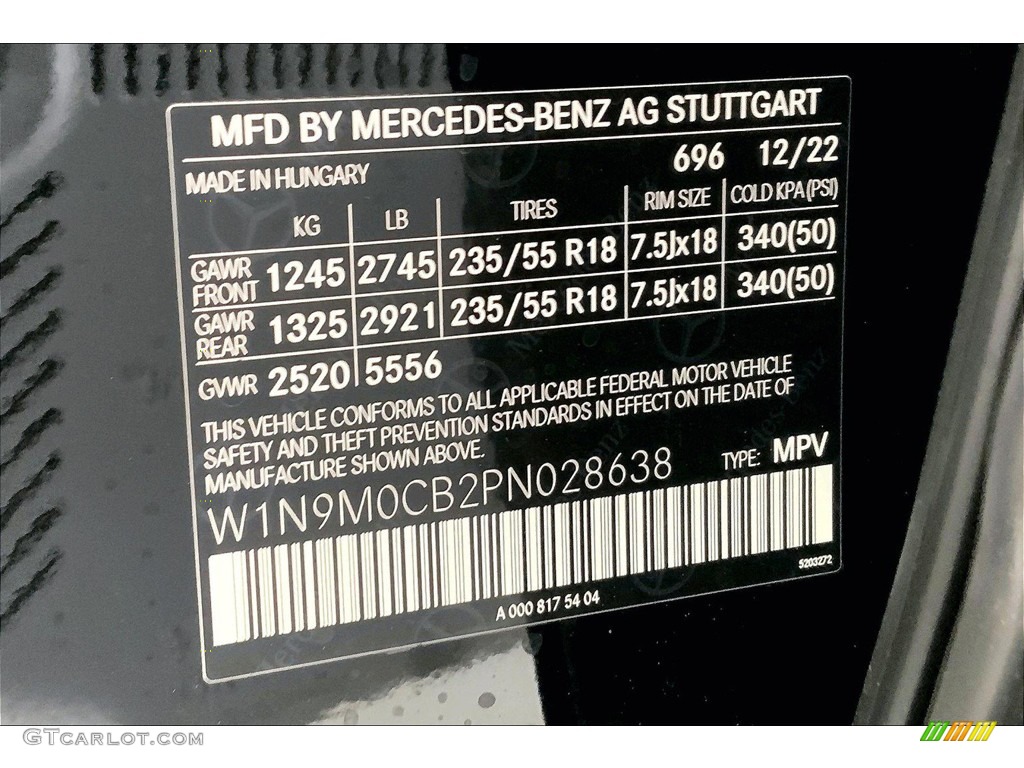 MFD BY MERCEDES-BENZ AG STUTTGART
MADE IN HUNGARY 696 12/22
KG LB TIRES RIM SIZE COLD KPA(PSI)
GAWR FRONT 1245 2745 235/55 R18 7.5Jx18 340(50)
GAWR REAR 1325 2921 235/55 R18 7.5Jx18 340(50)
GVWR 2520 5556
THIS VEHICLE CONFORMS TO ALL APPLICABLE FEDERAL MOTOR VEHICLE
SAFETY AND THEFT PREVENTION STANDARDS IN EFFECT ON THE DATE OF
MANUFACTURE SHOWN ABOVE.
W1N9M0CB2PN028638 TYPE: MPV
5203272
A 000 817 54 04
GTCARLOT.COM